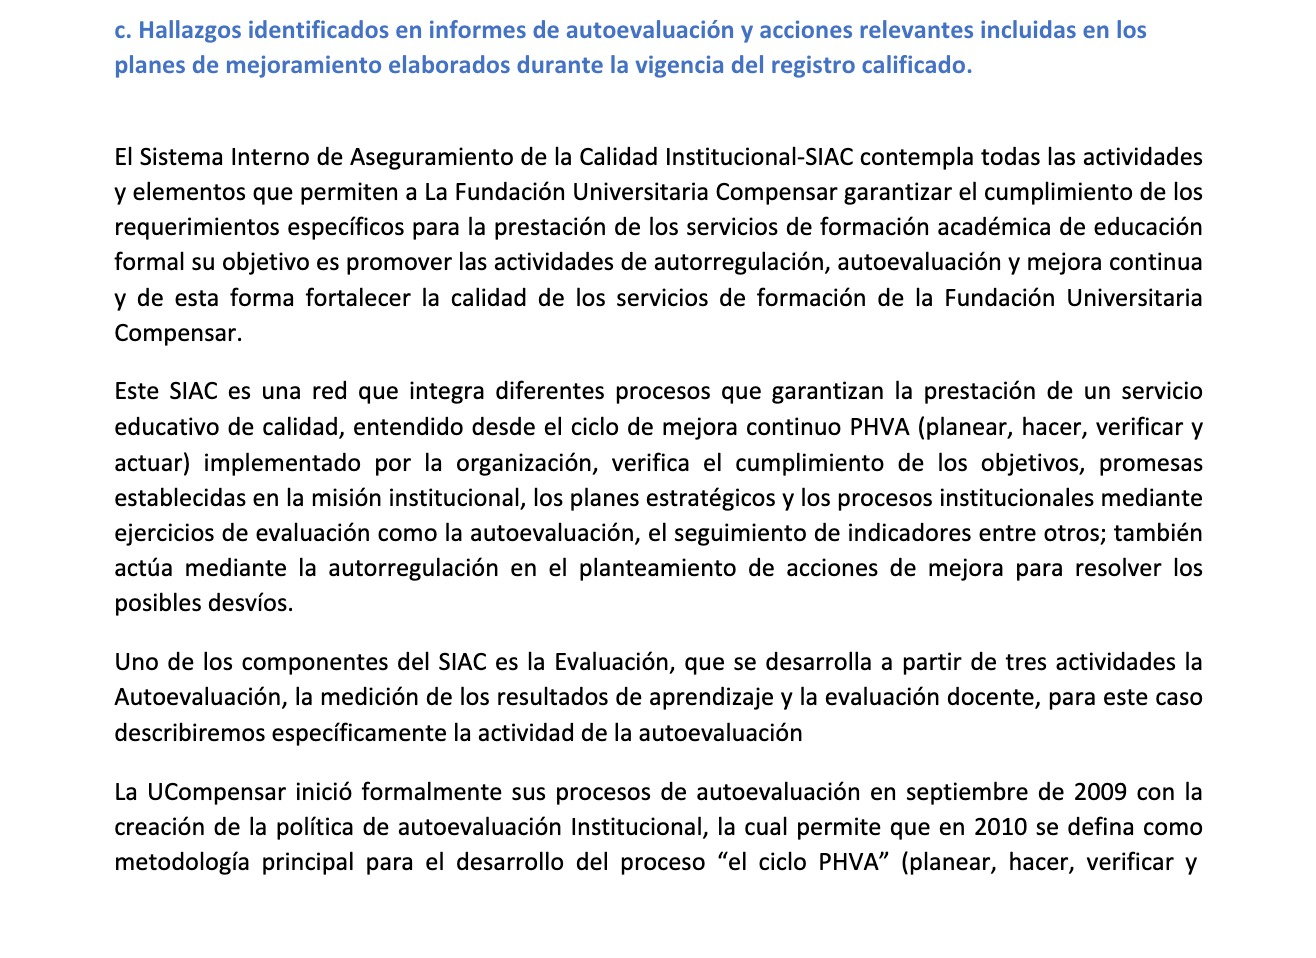 c. Hallazgos identificados en informes de autoevaluación y acciones relevantes incluidas en los
planes de mejoramiento elaborados durante la vigencia del registro calificado.
El Sistema Interno de Aseguramiento de la Calidad Institucional-SIAC contempla todas las actividades
y elementos que permiten a La Fundación Universitaria Compensar garantizar el cumplimiento de los
requerimientos específicos para la prestación de los servicios de formación académica de educación
formal su objetivo es promover las actividades de autorregulación, autoevaluación y mejora continua
y de esta forma fortalecer la calidad de los servicios de formación de la Fundación Universitaria
Compensar.
Este SIAC es una red que integra diferentes procesos que garantizan la prestación de un servicio
educativo de calidad, entendido desde el ciclo de mejora continuo PHVA (planear, hacer, verificar y
actuar) implementado por la organización, verifica el cumplimiento de los objetivos, promesas
establecidas en la misión institucional, los planes estratégicos y los procesos institucionales mediante
ejercicios de evaluación como la autoevaluación, el seguimiento de indicadores entre otros; también
actúa mediante la autorregulación en el planteamiento de acciones de mejora para resolver los
posibles desvíos.
Uno de los componentes del SIAC es la Evaluación, que se desarrolla a partir de tres actividades la
Autoevaluación, la medición de los resultados de aprendizaje y la evaluación docente, para este caso
describiremos específicamente la actividad de la autoevaluación
La UCompensar inició formalmente sus procesos de autoevaluación en septiembre de 2009 con la
creación de la política de autoevaluación Institucional, la cual permite que en 2010 se defina como
metodología principal para el desarrollo del proceso “el ciclo PHVA” (planear, hacer, verificar y